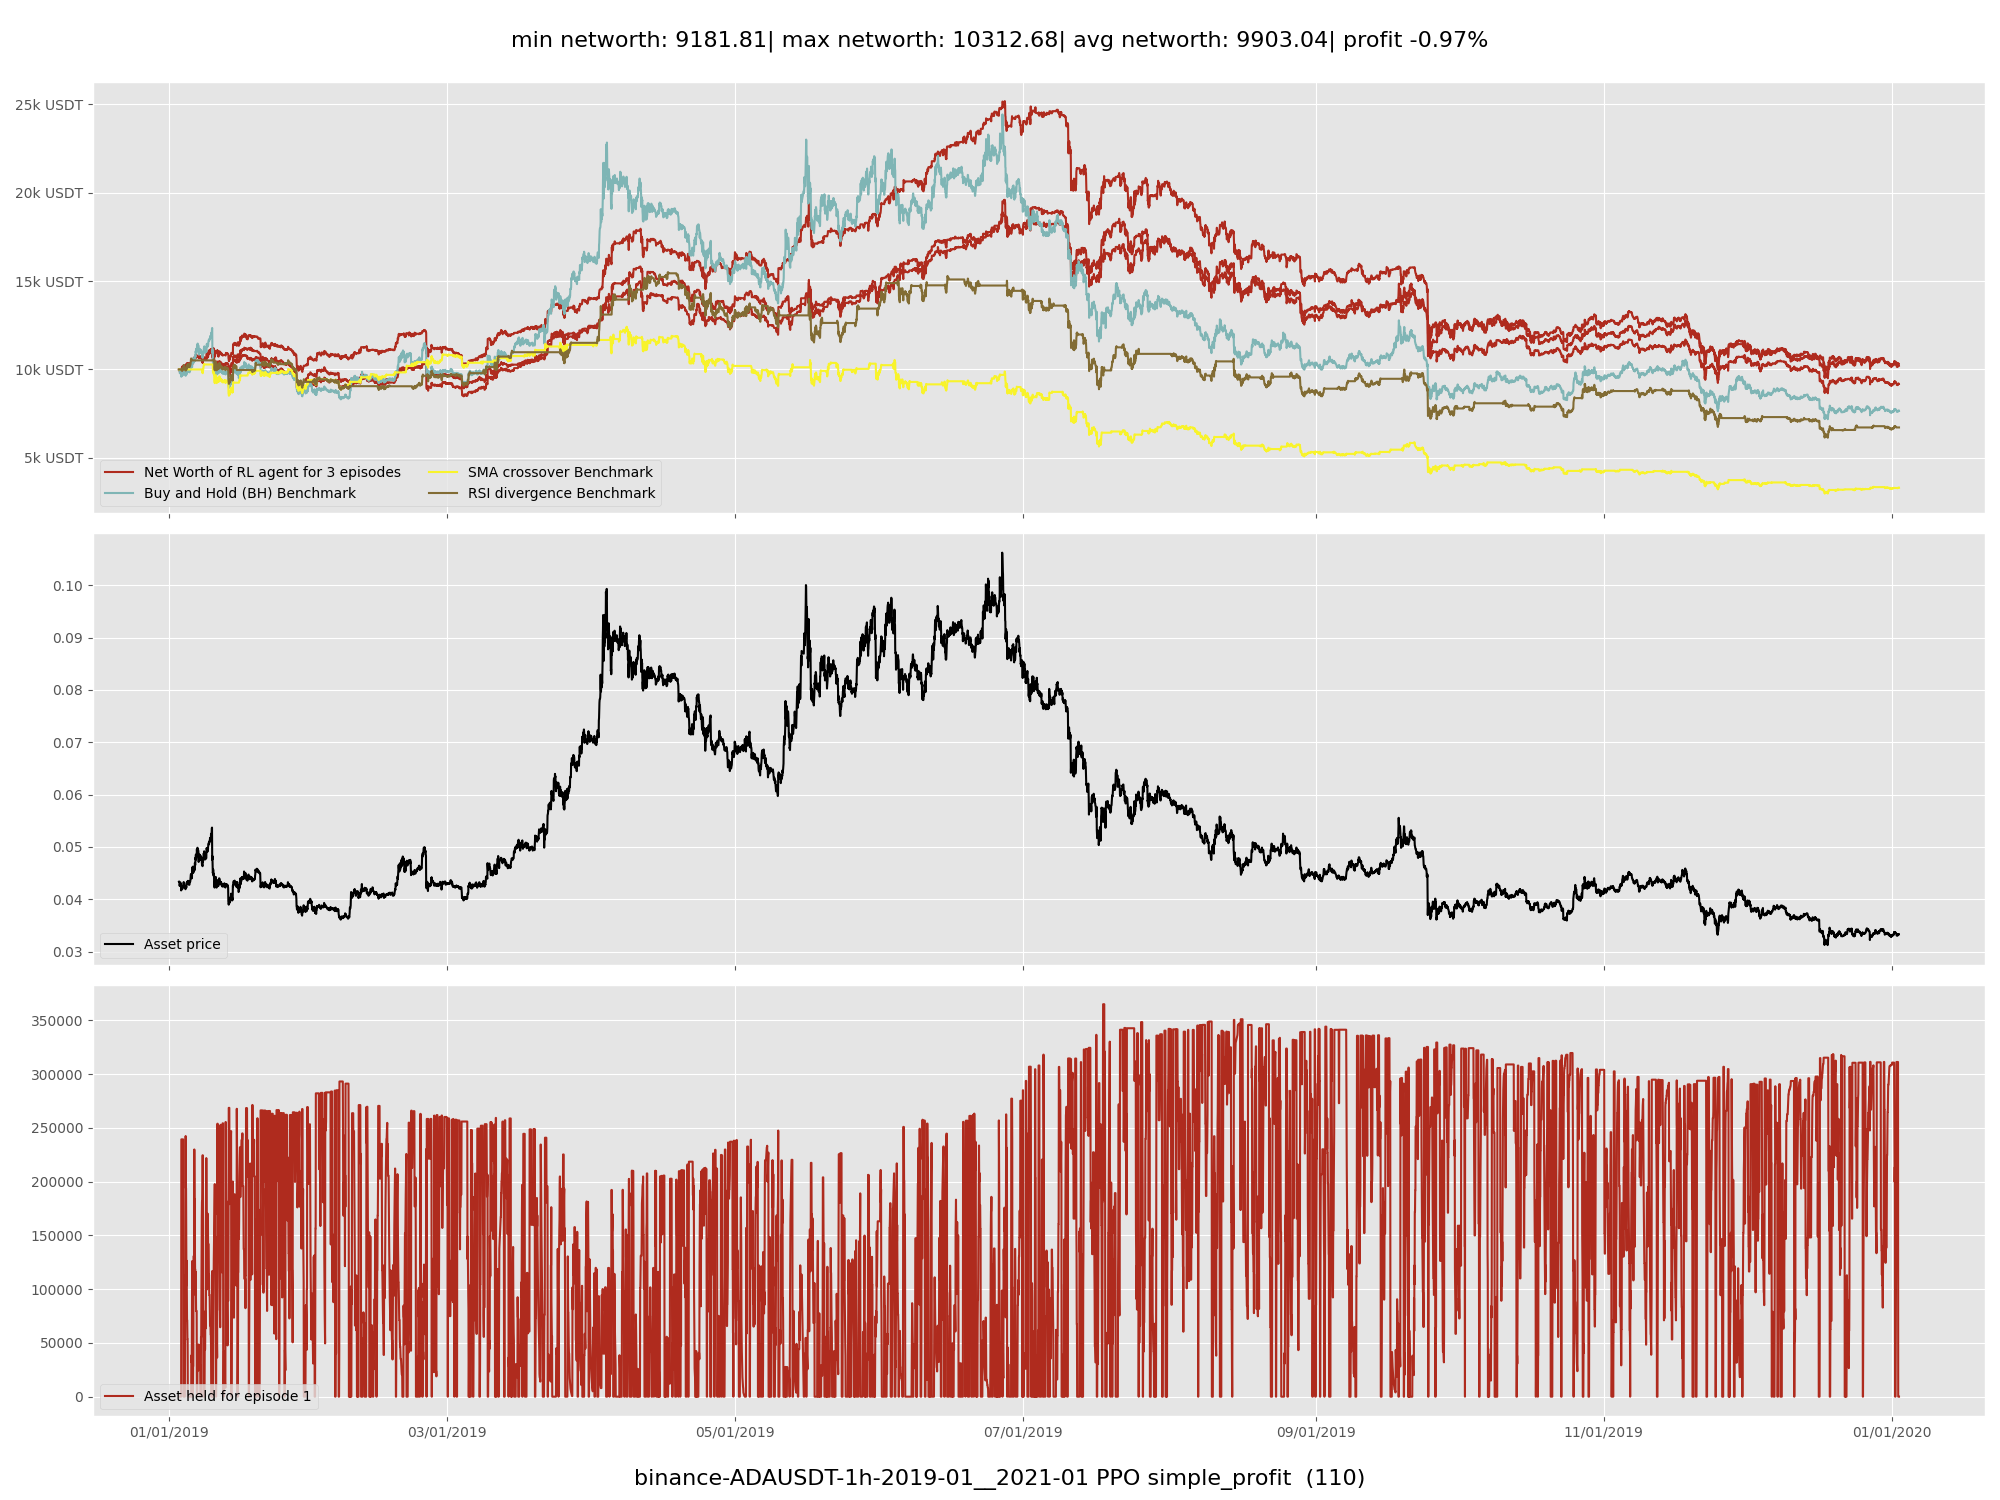 min networth: 9181.81| max networth: 10312.68| avg networth: 9903.04| profit -0.97%
25k USDT
20k USDT
15k USDT
10k USDT
5k USDT
Net Worth of RL agent for 3 episodes
Buy and Hold (BH) Benchmark
SMA crossover Benchmark
RSI divergence Benchmark
0.10
0.09
0.08
0.07
0.06
0.05
0.04
0.03
Asset price
350000
300000
250000
200000
150000
100000
50000
0
Asset held for episode 1
01/01/2019 03/01/2019 05/01/2019 07/01/2019 09/01/2019 11/01/2019 01/01/2020
binance-ADAUSDT-1h-2019-01__2021-01 PPO simple_profit (110)